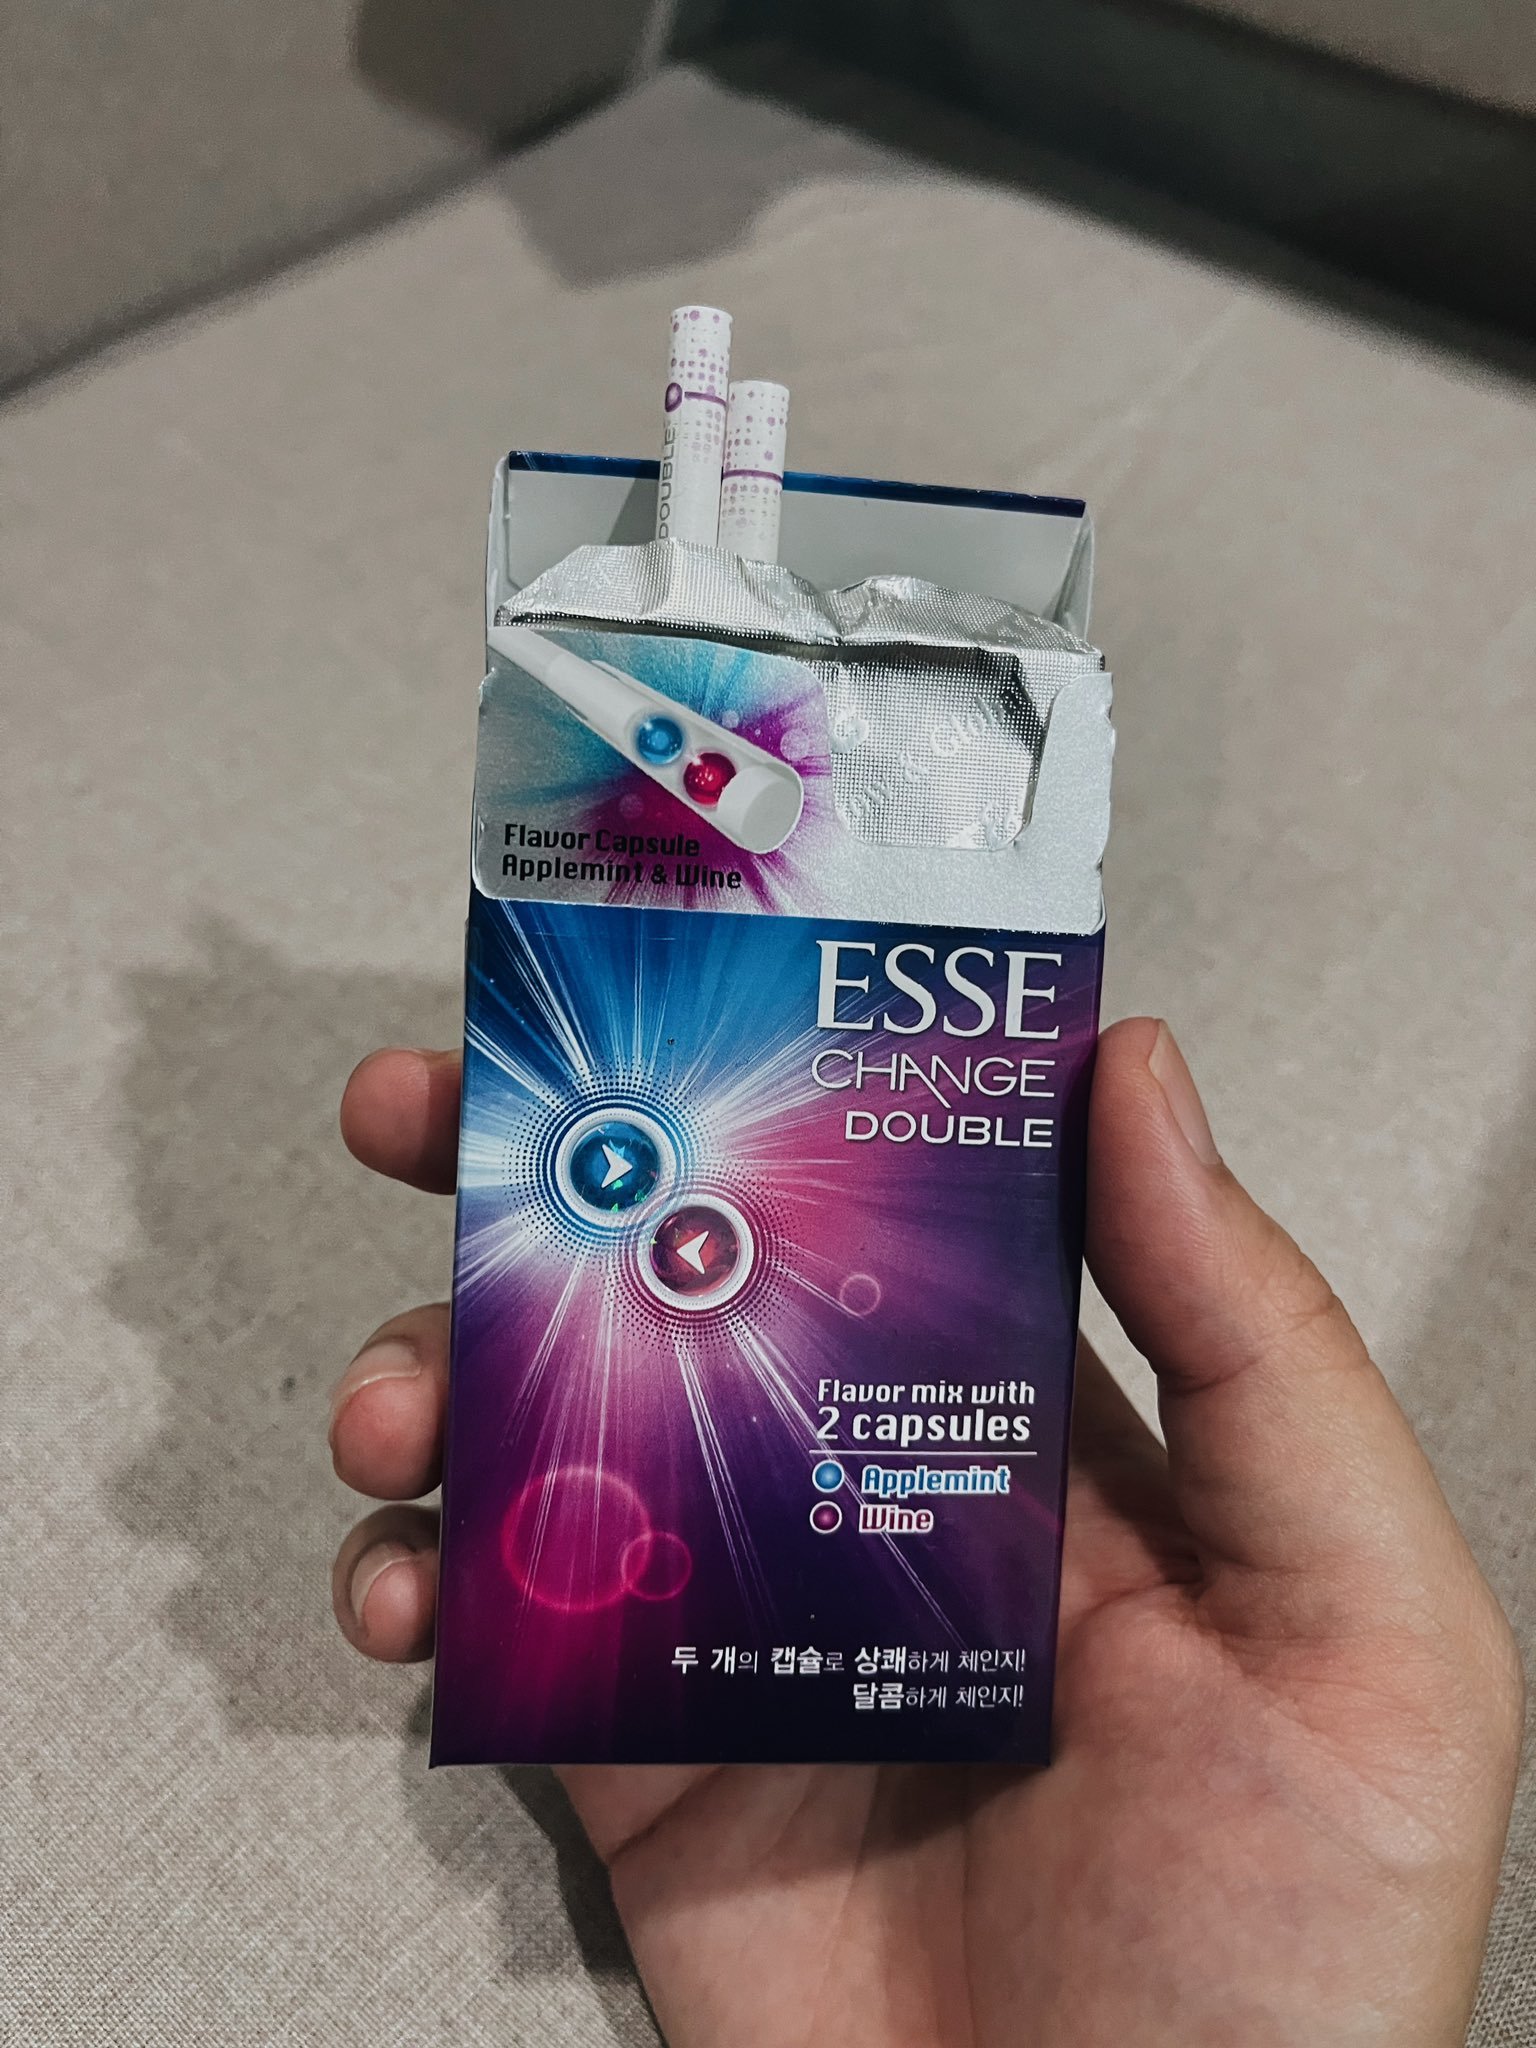 DOUBLE
Flavor Capsule
Applemint & Wine
ESSE
CHANGE
DOUBLE
Flavor mix with
2 capsules
Applemint
Wine
두 개의 캡슐로 상쾌하게 체인지!
달콤하게 체인지!